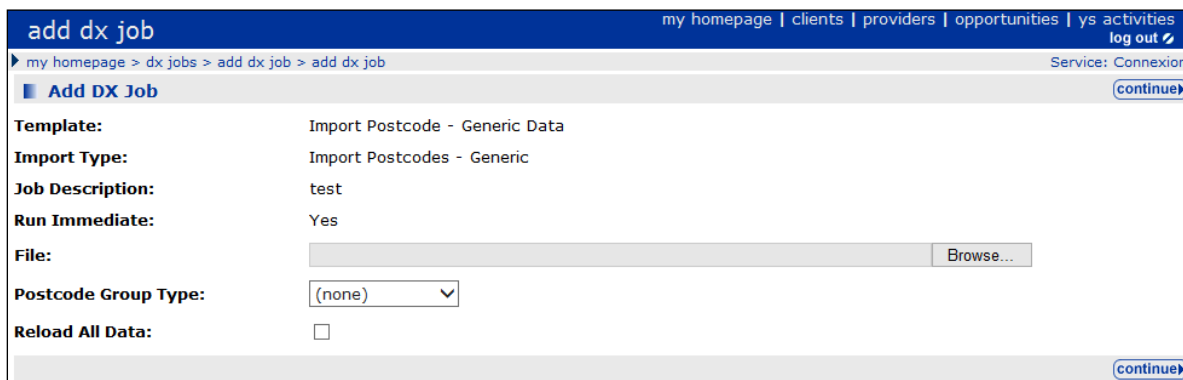 add dx job
my homepage | clients | providers | opportunities | ys activities
log out
my homepage > dx jobs > add dx job > add dx job
Service: Connexion
Add DX Job
continue
Template: Import Postcode - Generic Data
Import Type: Import Postcodes - Generic
Job Description: test
Run Immediate: Yes
File: Browse...
Postcode Group Type: (none)
Reload All Data:
continue